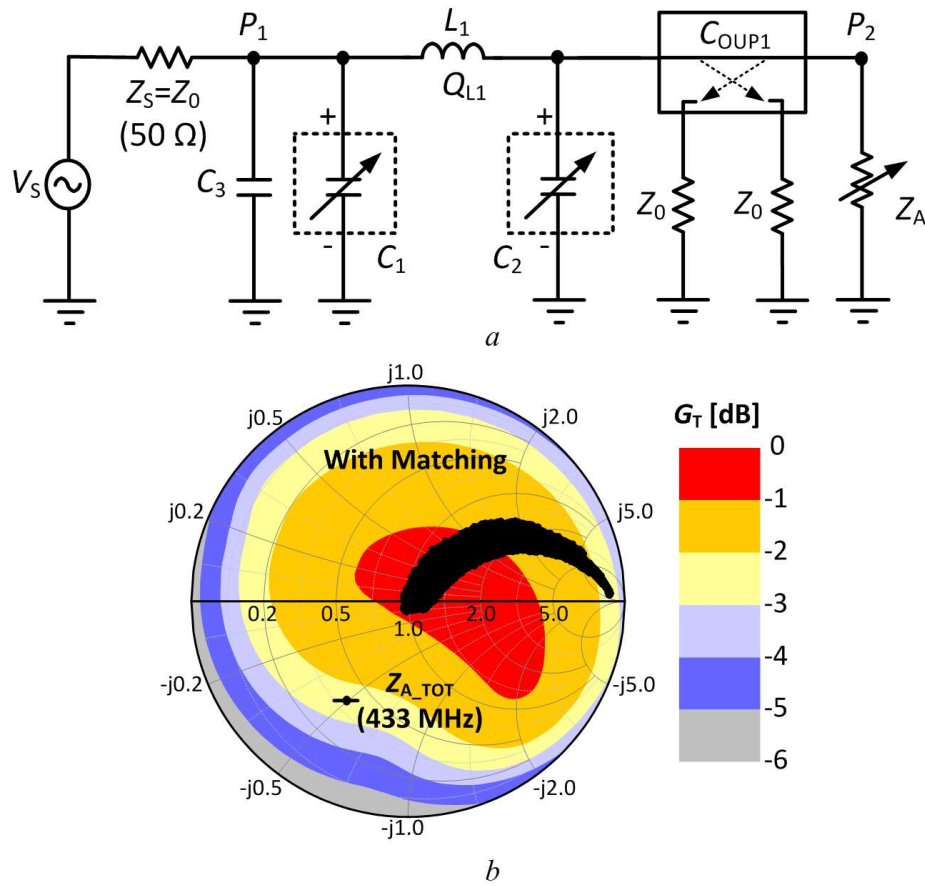 P1 L1 COUP1 P2
ZS=Z0 QL1
(50 Ω)
+ +
VS C3 Z0 Z0 ZA
- C1 - C2
a
j1.0
j0.5 j2.0 GT [dB]
With Matching 0
-1
j0.2 j5.0 -2
0.2 0.5 1.0 2.0 5.0 -3
-j0.2 ZA_TOT -j5.0 -4
(433 MHz) -5
-j0.5 -j2.0 -6
-j1.0
b